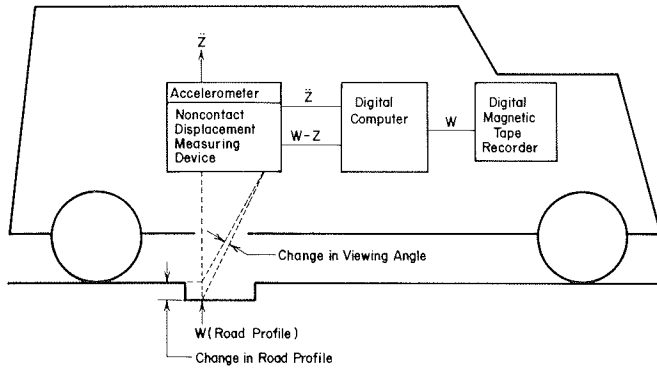 Z̈
Accelerometer
Noncontact
Displacement
Measuring
Device
Z̈
W-Z
Digital
Computer
W
Digital
Magnetic
Tape
Recorder
Change in Viewing Angle
W (Road Profile)
Change in Road Profile